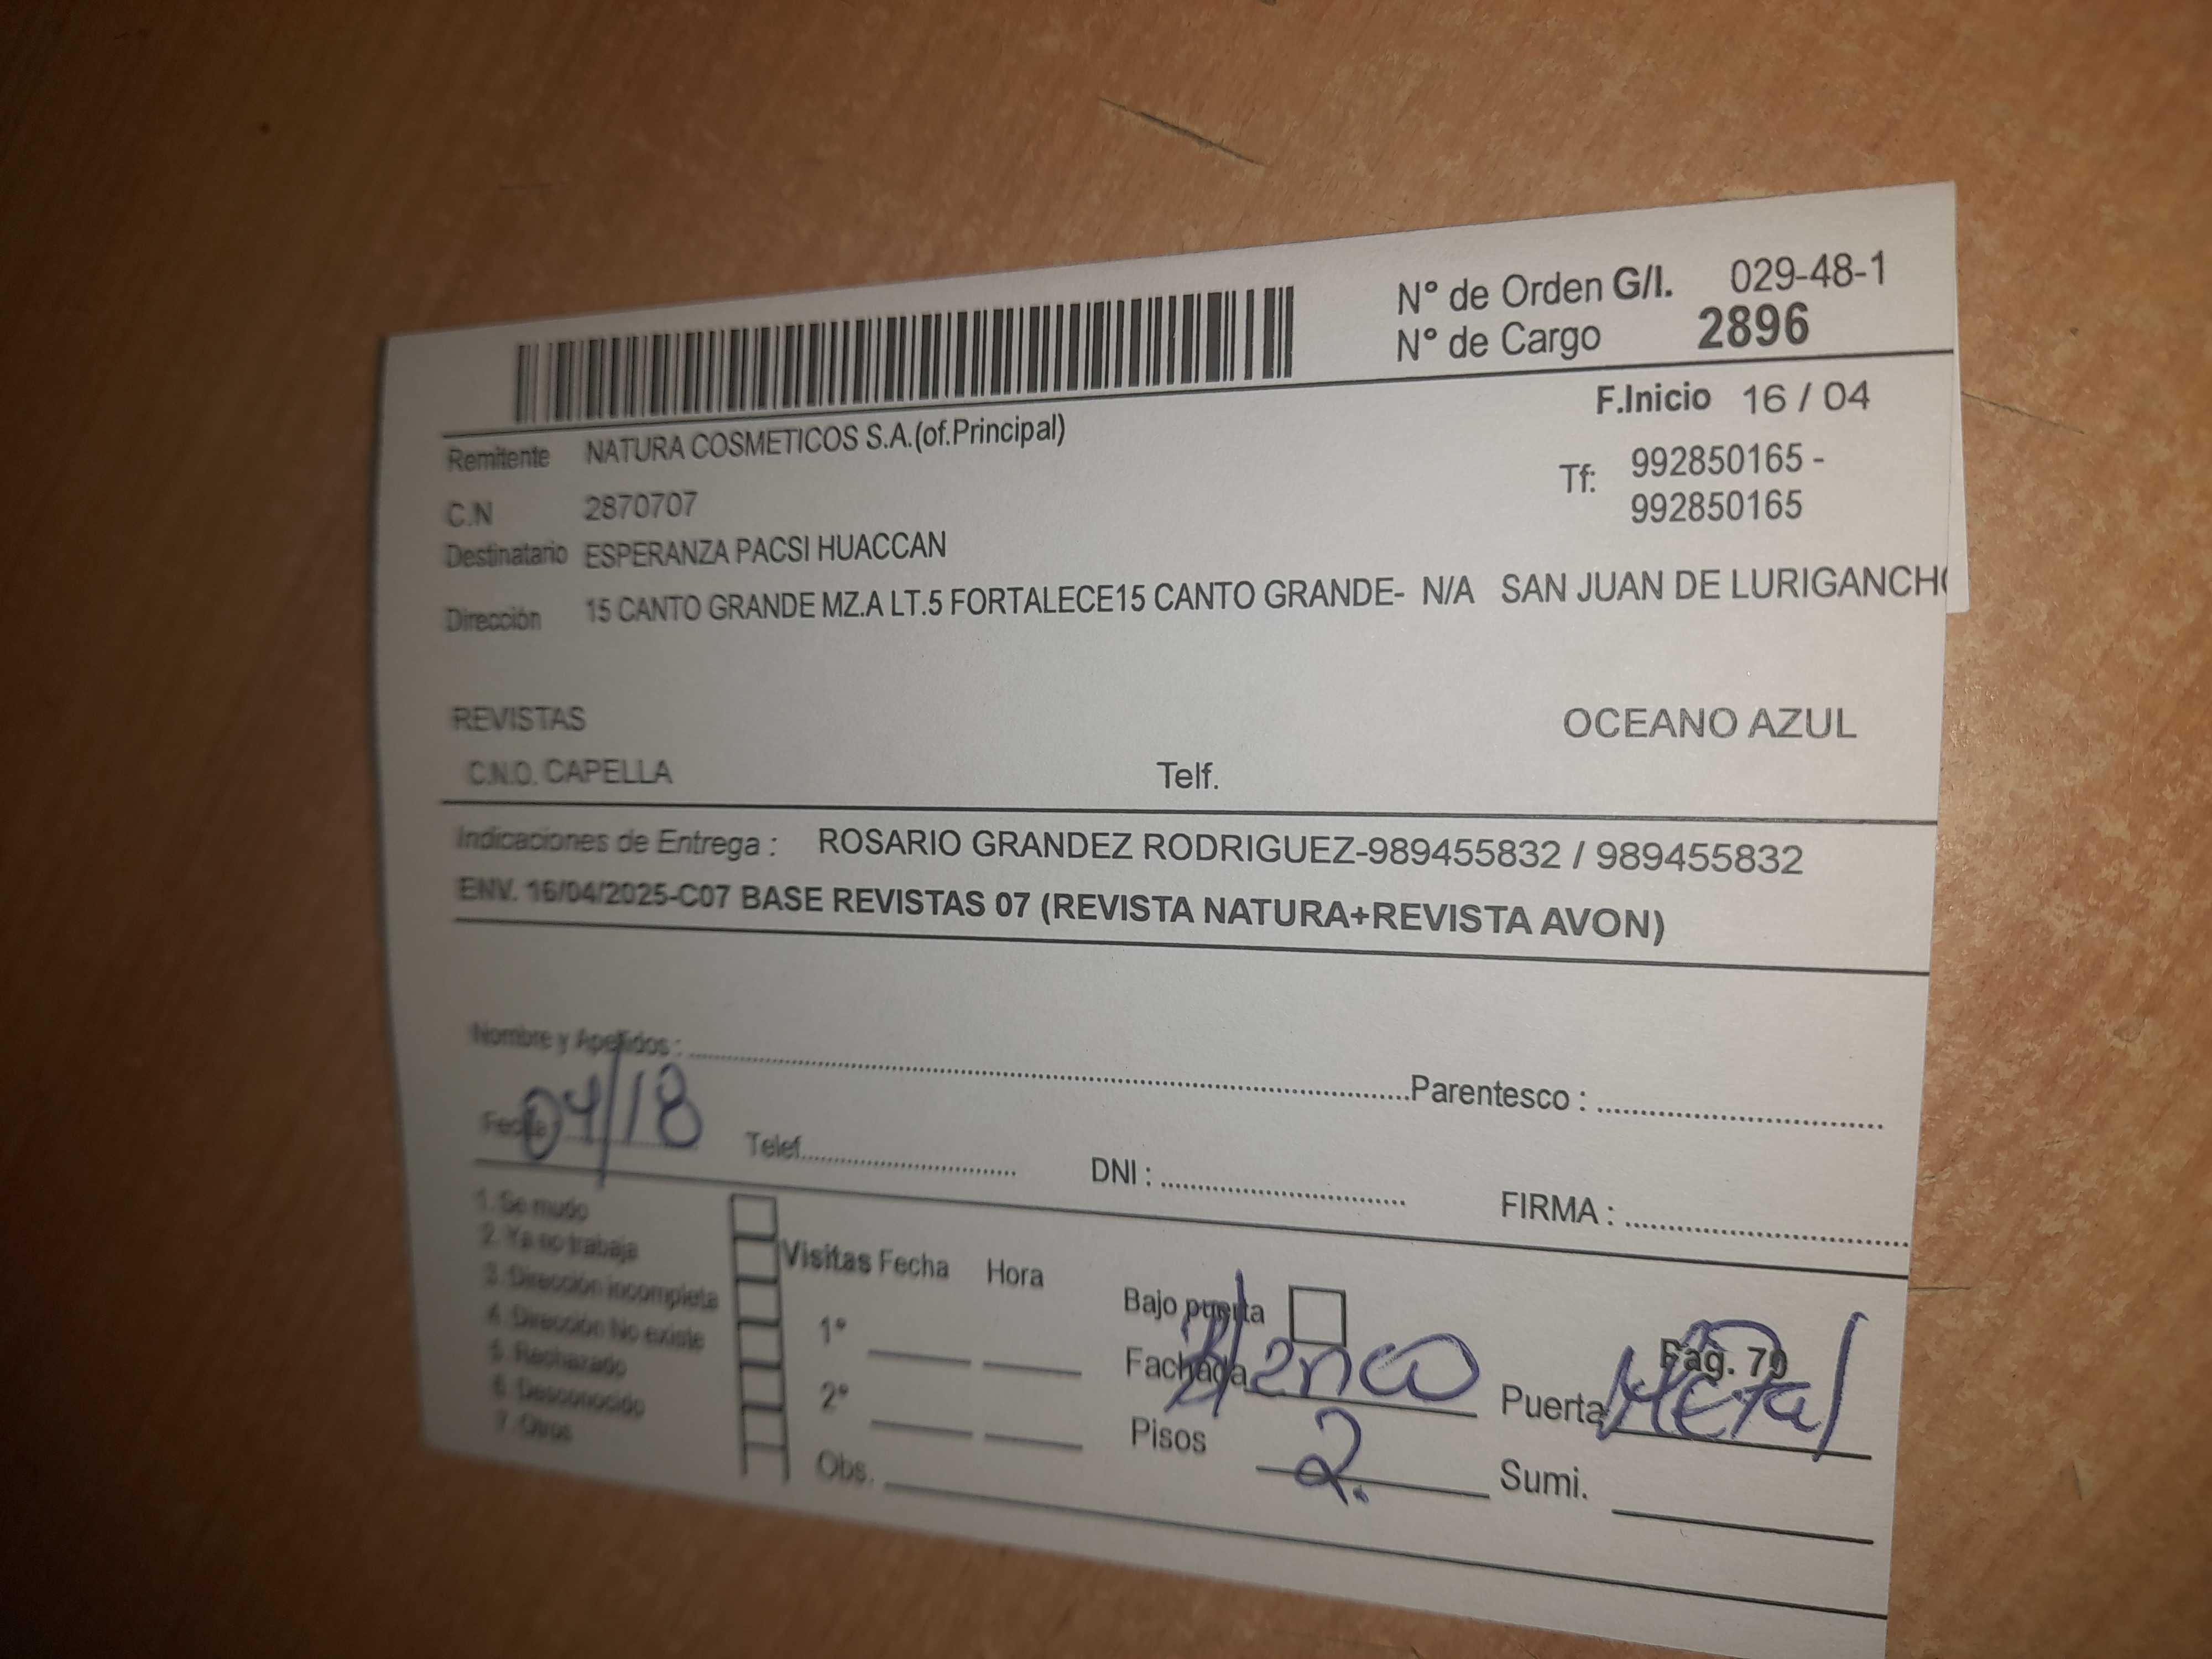 N° de Orden G/I. 029-48-1
N° de Cargo 2896
F.Inicio 16 / 04
Remitente NATURA COSMETICOS S.A.(of.Principal)
Tf: 992850165 -
992850165
C.N 2870707
Destinatario ESPERANZA PACSI HUACCAN
Dirección 15 CANTO GRANDE MZ.A LT.5 FORTALECE15 CANTO GRANDE- N/A SAN JUAN DE LURIGANCHO
REVISTAS OCEANO AZUL
C.N.O. CAPELLA Telf.
Indicaciones de Entrega : ROSARIO GRANDEZ RODRIGUEZ-989455832 / 989455832
ENV. 16/04/2025-C07 BASE REVISTAS 07 (REVISTA NATURA+REVISTA AVON)
Nombre y Apellidos : Parentesco :
Fecha 04/18 Telef. DNI : FIRMA :
1. Se mudo
2. Ya no trabaja
3. Dirección incompleta
4. Dirección No existe
5. Rechazado
6. Desconocido
7. Otros
Visitas Fecha Hora
1°
2°
Obs.
Bajo puerta
Fachada Blanco
Pisos 2.
Pág. 70
Puerta Metal
Sumi.